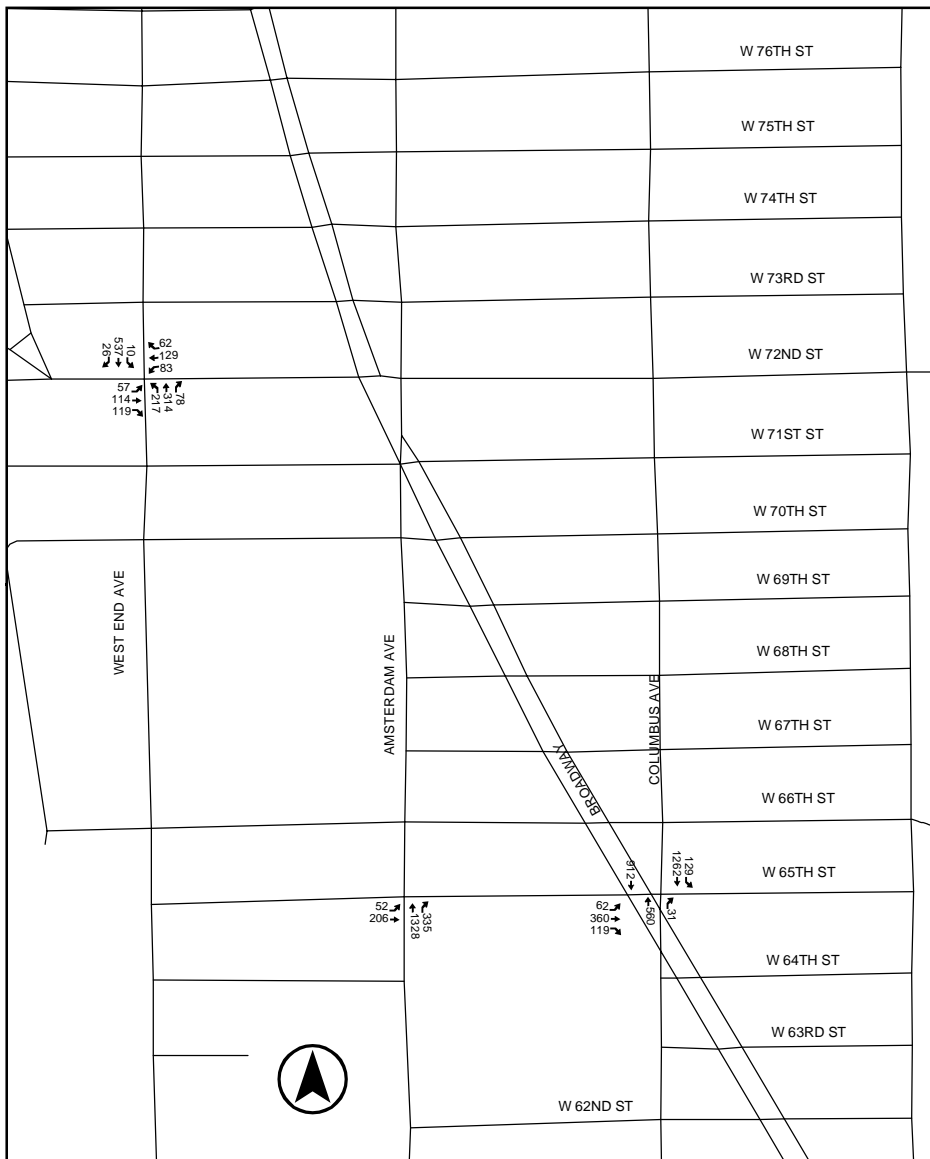 W 76TH ST
W 75TH ST
W 74TH ST
W 73RD ST
26
537
10
62
129
83
W 72ND ST
57
114
119
217
314
78
W 71ST ST
W 70TH ST
WEST END AVE
W 69TH ST
AMSTERDAM AVE
W 68TH ST
COLUMBUS AVE
W 67TH ST
BROADWAY
W 66TH ST
912
1262
129
W 65TH ST
52
206
1328
335
62
360
119
560
31
W 64TH ST
W 63RD ST
W 62ND ST